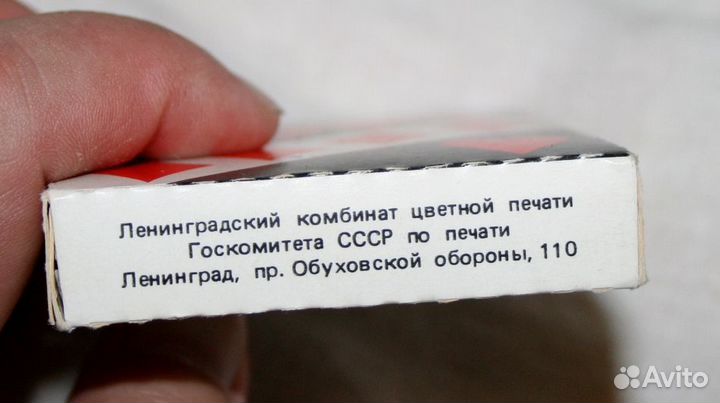 Ленинградский комбинат цветной печати
Госкомитета СССР по печати
Ленинград, пр. Обуховской обороны, 110
Avito